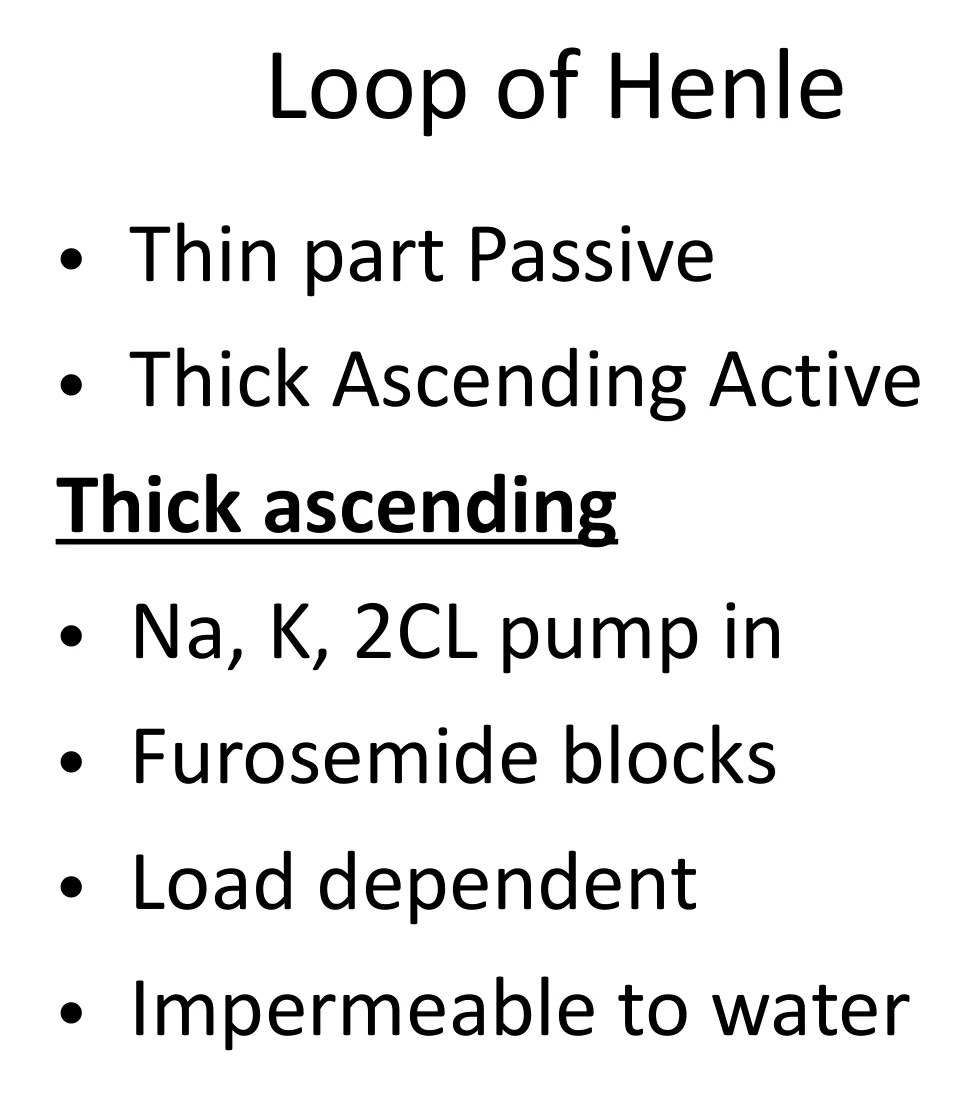 Loop of Henle
• Thin part Passive
• Thick Ascending Active
Thick ascending
• Na, K, 2CL pump in
• Furosemide blocks
• Load dependent
• Impermeable to water